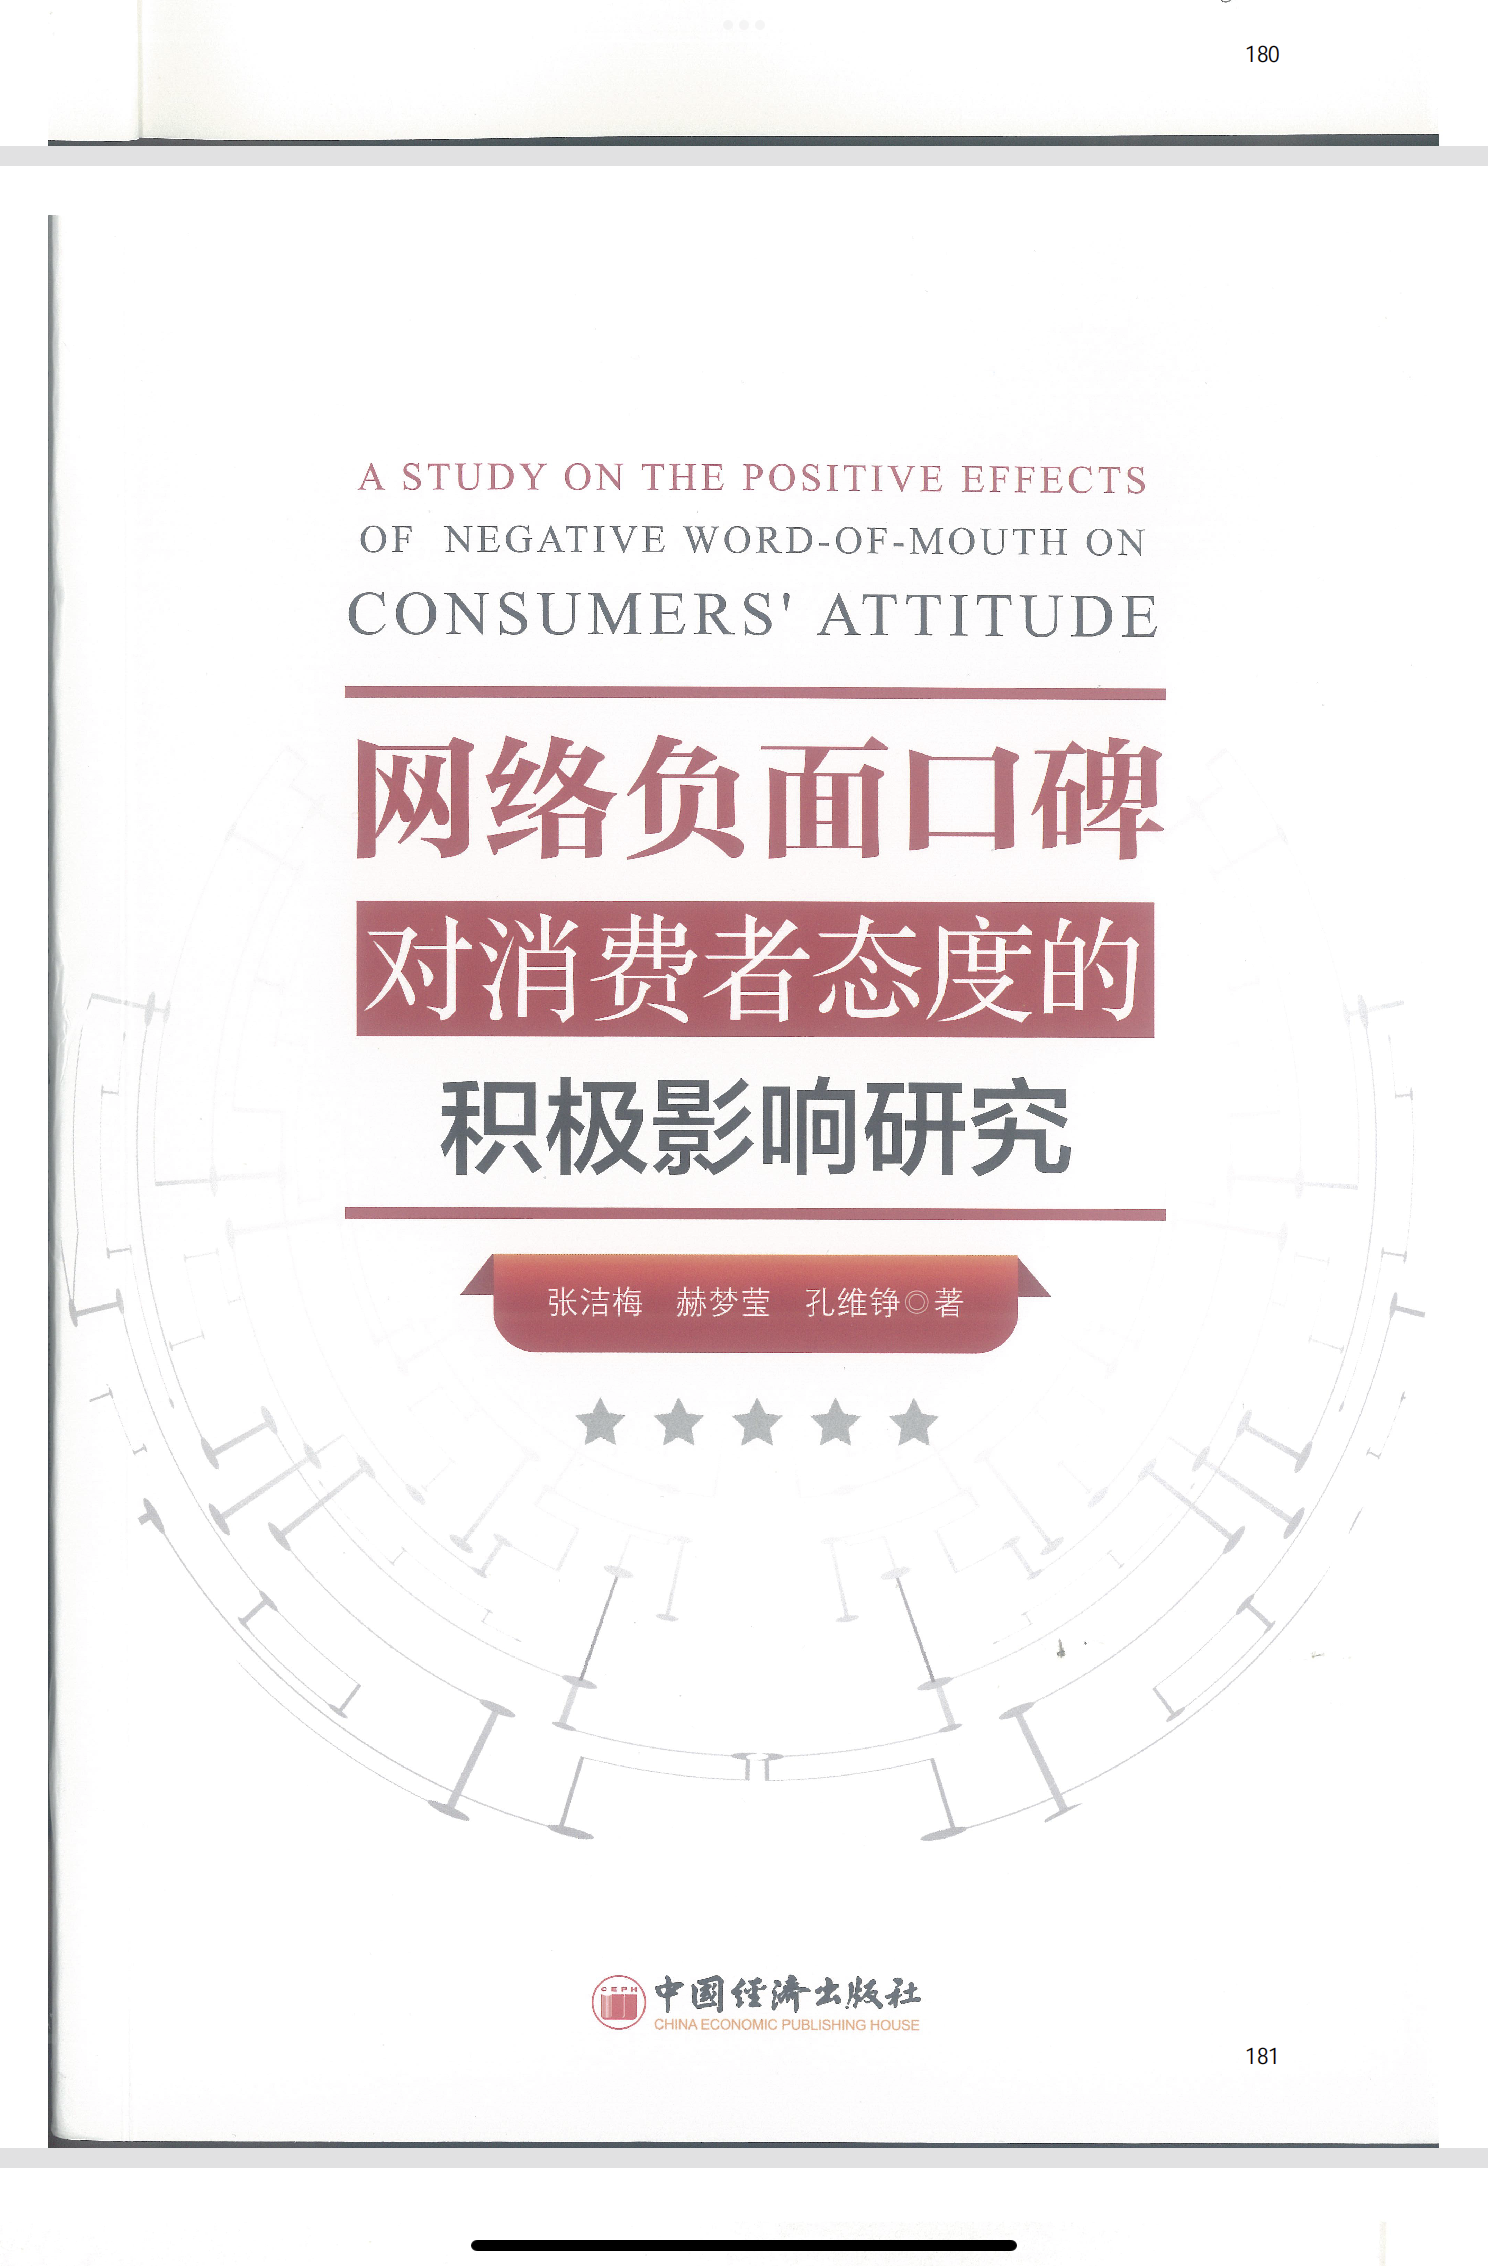 180
A STUDY ON THE POSITIVE EFFECTS
OF NEGATIVE WORD-OF-MOUTH ON
CONSUMERS' ATTITUDE
网络负面口碑
对消费者态度的
积极影响研究
张洁梅 赫梦莹 孔维铮◎著
CEPH
中国经济出版社
CHINA ECONOMIC PUBLISHING HOUSE
181